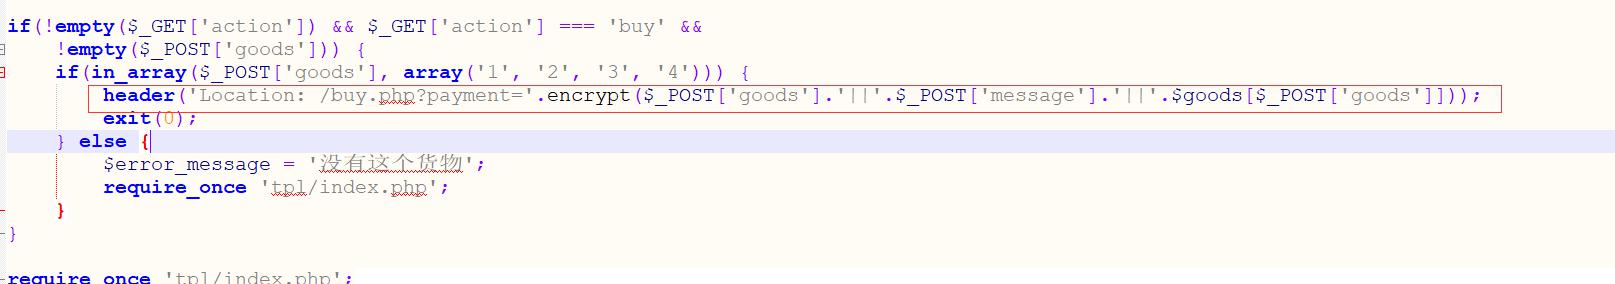 if(!empty($_GET['action']) && $_GET['action'] === 'buy' &&
    !empty($_POST['goods'])) {
    if(in_array($_POST['goods'], array('1', '2', '3', '4'))) {
        header('Location: /buy.php?payment='.encrypt($_POST['goods'].'||'.$_POST['message'].'||'.$goods[$_POST['goods']]));
        exit(0);
    } else {
        $error_message = '没有这个货物';
        require_once 'tpl/index.php';
    }
}
require_once 'tpl/index.php';